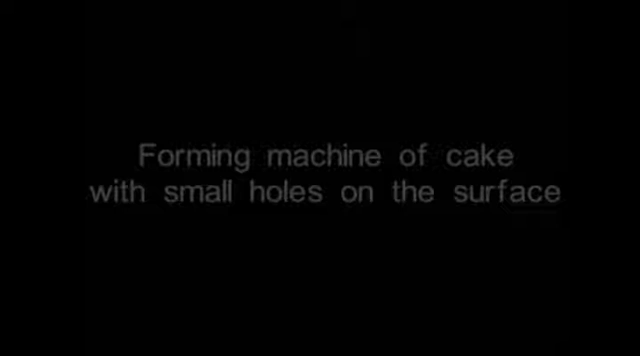 Forming machine of cake
with small holes on the surface